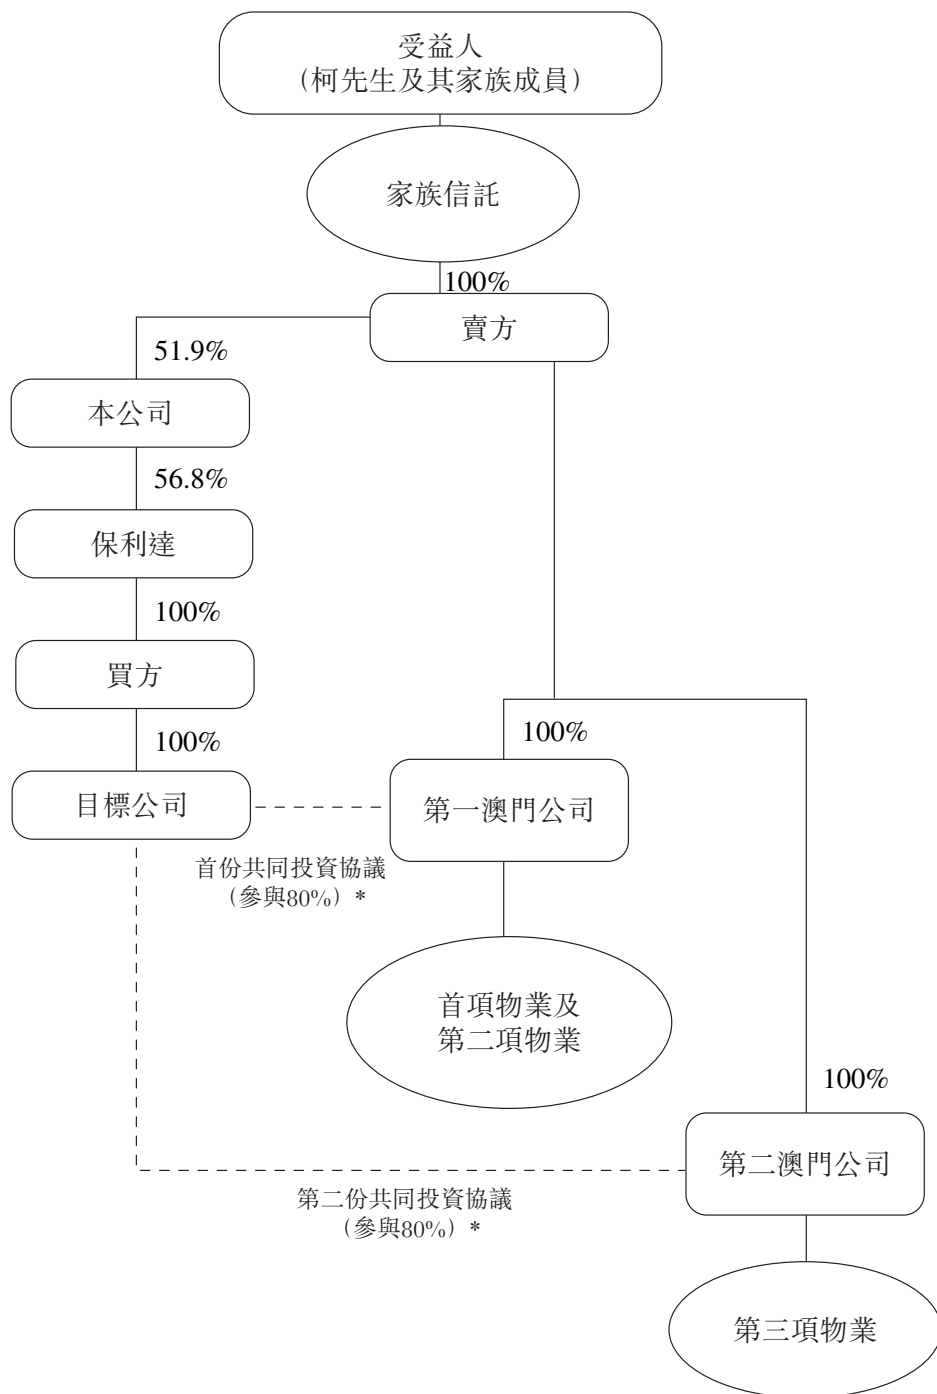 受益人
（柯先生及其家族成員）
家族信託
100%
賣方
51.9%
本公司
56.8%
保利達
100%
買方
100%
100%
目標公司
第一澳門公司
首份共同投資協議
（參與80%）*
首項物業及
第二項物業
100%
第二澳門公司
第二份共同投資協議
（參與80%）*
第三項物業